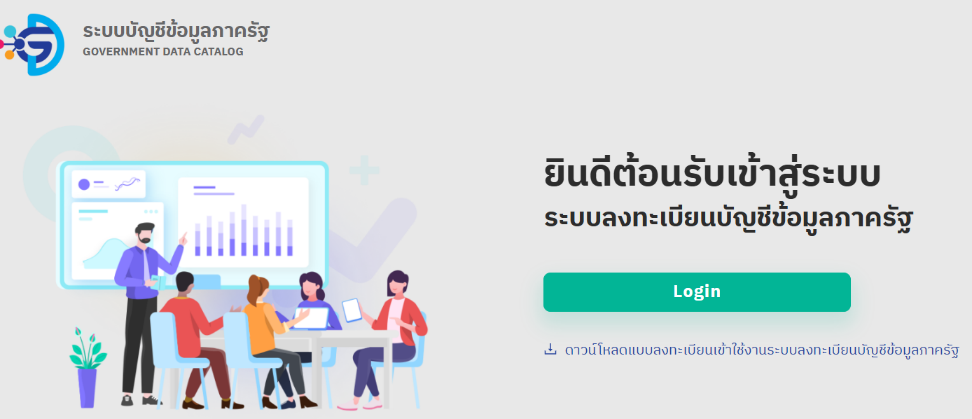 ระบบบัญชีข้อมูลภาครัฐ
GOVERNMENT DATA CATALOG
ยินดีต้อนรับเข้าสู่ระบบ
ระบบลงทะเบียนบัญชีข้อมูลภาครัฐ
Login
ดาวน์โหลดแบบลงทะเบียนเข้าใช้งานระบบลงทะเบียนบัญชีข้อมูลภาครัฐ